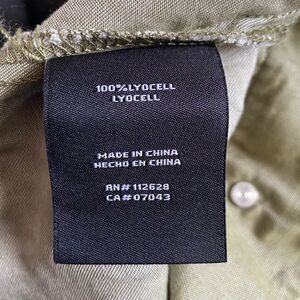 100%LYOCELL
LYOCELL
MADE IN CHINA
HECHO EN CHINA
RN# 112628
CA# 07043